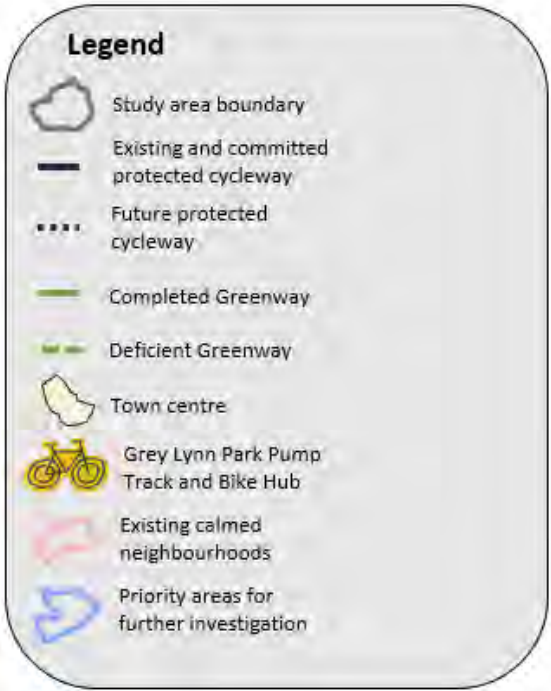 Legend
Study area boundary
Existing and committed
protected cycleway
Future protected
cycleway
Completed Greenway
Deficient Greenway
Town centre
Grey Lynn Park Pump
Track and Bike Hub
Existing calmed
neighbourhoods
Priority areas for
further investigation